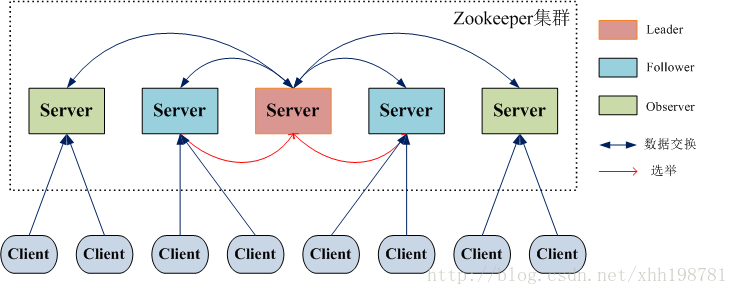 Zookeeper集群
Leader
Follower
Observer
数据交换
选举
Server Server Server Server Server
Client Client Client Client Client Client Client Client
http://blog.csdn.net/xhh198781